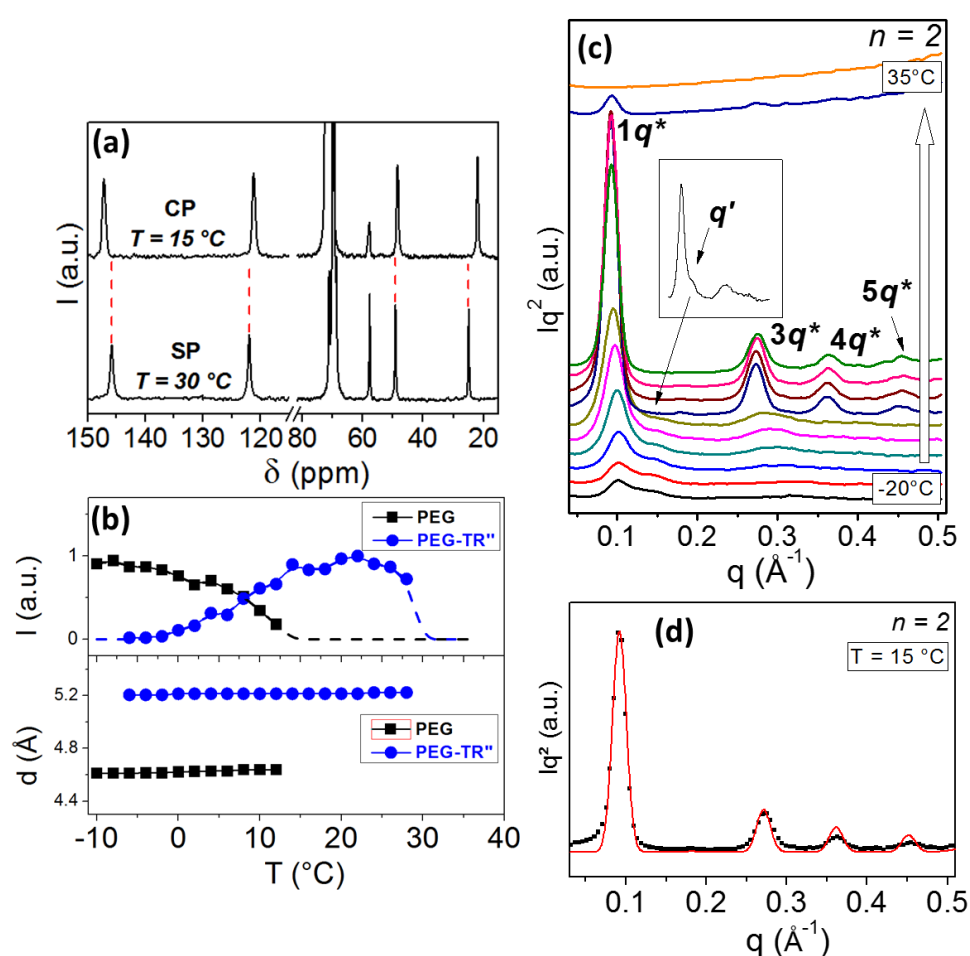 (a)
CP
T = 15 °C
SP
T = 30 °C
I (a.u.)
150 140 130 120 80 60 40 20
δ (ppm)
(b)
PEG
PEG-TR"
I (a.u.)
1
0
PEG
PEG-TR"
d (Å)
5.2
4.8
4.4
-10 0 10 20 30 40
T (°C)
(c)
n = 2
35°C
1q*
q'
3q*
4q*
5q*
-20°C
Iq² (a.u.)
0.1 0.2 0.3 0.4 0.5
q (Å⁻¹)
(d)
n = 2
T = 15 °C
Iq² (a.u.)
0.1 0.2 0.3 0.4 0.5
q (Å⁻¹)